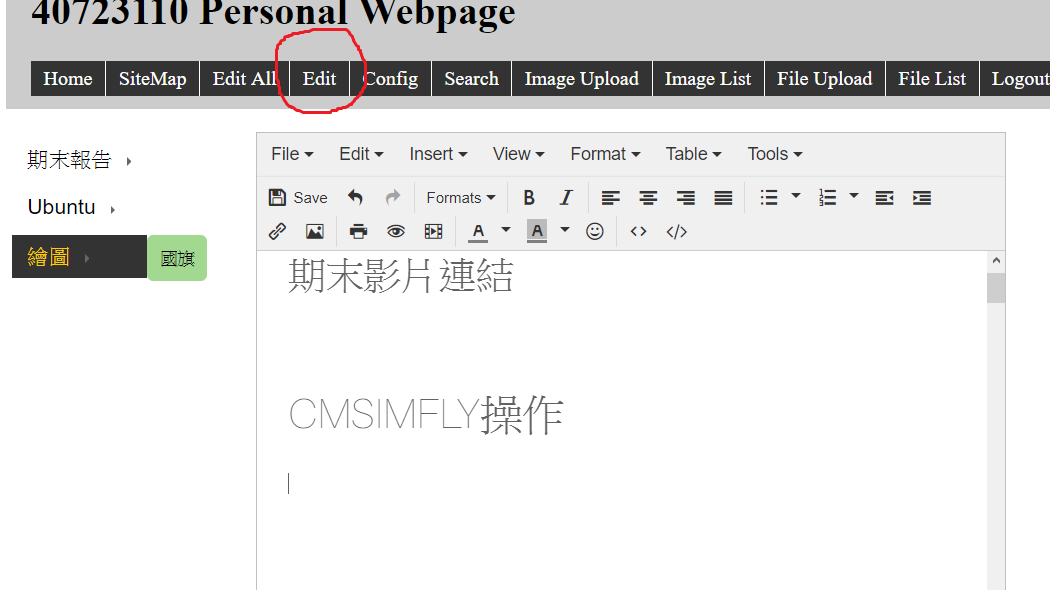 40723110 Personal Webpage
Home SiteMap Edit All Edit Config Search Image Upload Image List File Upload File List Logout
期末報告
Ubuntu
繪圖 國旗
File Edit Insert View Format Table Tools
Save Formats B I
A A
期末影片連結
CMSIMFLY操作